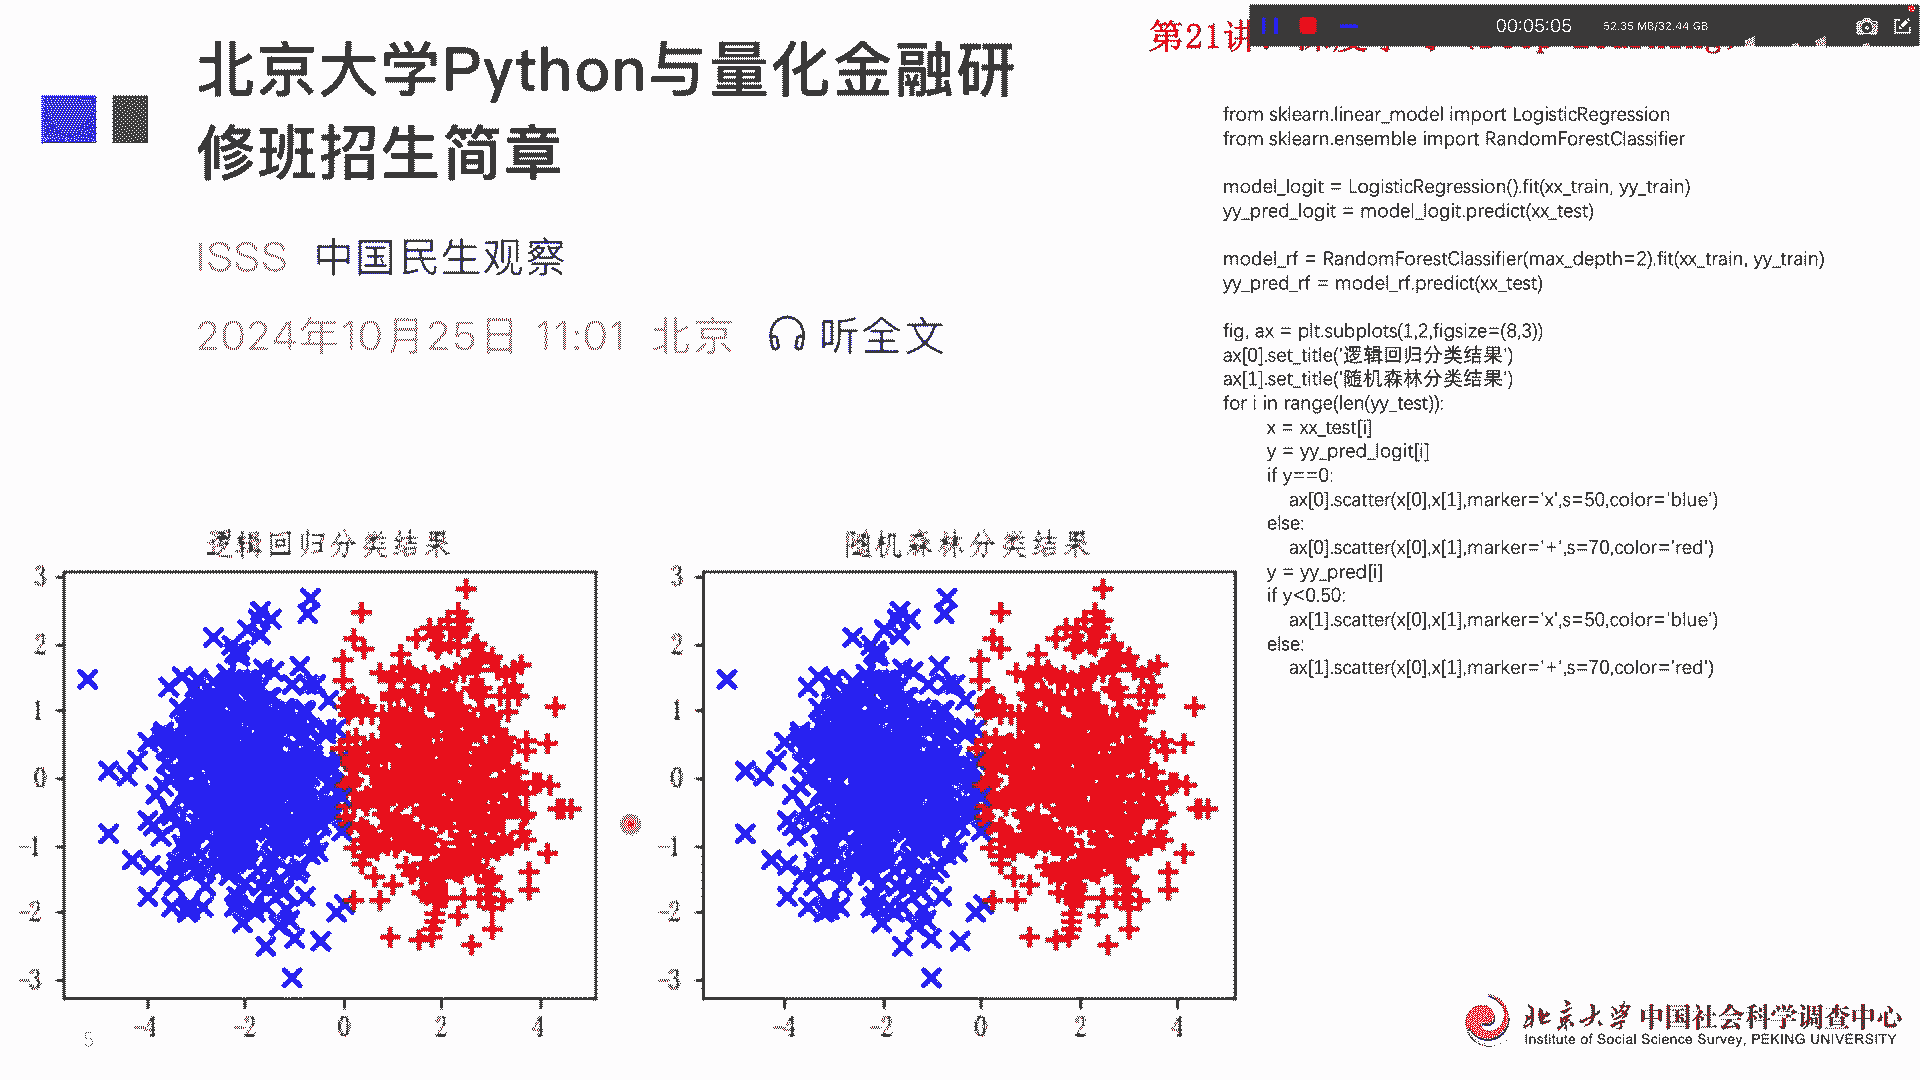 北京大学Python与量化金融研
修班招生简章
ISSS 中国民生观察
2024年10月25日 11:01 北京 听全文
第21讲
00:05:05 52.35 MB/32.44 GB
from sklearn.linear_model import LogisticRegression
from sklearn.ensemble import RandomForestClassifier
model_logit = LogisticRegression().fit(xx_train, yy_train)
yy_pred_logit = model_logit.predict(xx_test)
model_rf = RandomForestClassifier(max_depth=2).fit(xx_train, yy_train)
yy_pred_rf = model_rf.predict(xx_test)
fig, ax = plt.subplots(1,2,figsize=(8,3))
ax[0].set_title('逻辑回归分类结果')
ax[1].set_title('随机森林分类结果')
for i in range(len(yy_test)):
x = xx_test[i]
y = yy_pred_logit[i]
if y==0:
ax[0].scatter(x[0],x[1],marker='x',s=50,color='blue')
else:
ax[0].scatter(x[0],x[1],marker='+',s=70,color='red')
y = yy_pred[i]
if y<0.50:
ax[1].scatter(x[0],x[1],marker='x',s=50,color='blue')
else:
ax[1].scatter(x[0],x[1],marker='+',s=70,color='red')
逻辑回归分类结果
3
2
1
0
-1
-2
-3
-4 -2 0 2 4
随机森林分类结果
3
2
1
0
-1
-2
-3
-4 -2 0 2 4
5
北京大学 中国社会科学调查中心
Institute of Social Science Survey, PEKING UNIVERSITY